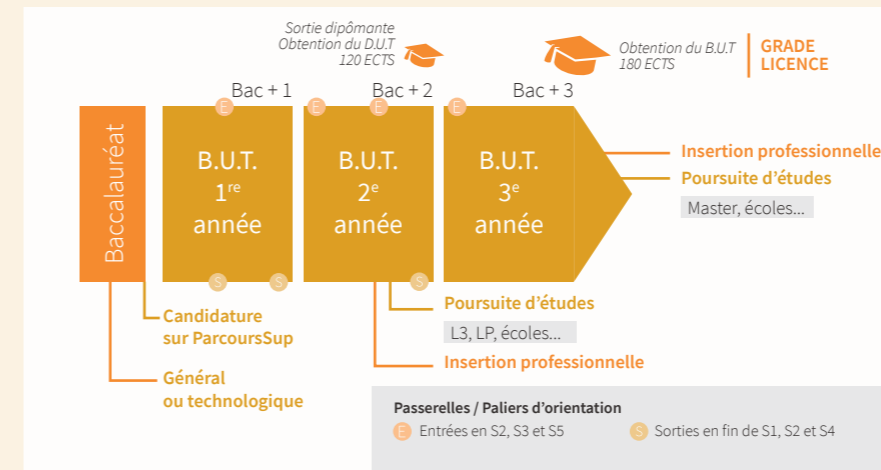 Sortie dipômante
Obtention du D.U.T
120 ECTS
Obtention du B.U.T
180 ECTS
GRADE
LICENCE
Bac + 1
Bac + 2
Bac + 3
E
E
E
E
Baccalauréat
B.U.T.
1re
année
B.U.T.
2e
année
B.U.T.
3e
année
Insertion professionnelle
Poursuite d'études
Master, écoles...
S
S
S
Candidature
sur ParcoursSup
Général
ou technologique
Poursuite d'études
L3, LP, écoles...
Insertion professionnelle
Passerelles / Paliers d'orientation
E Entrées en S2, S3 et S5
S Sorties en fin de S1, S2 et S4